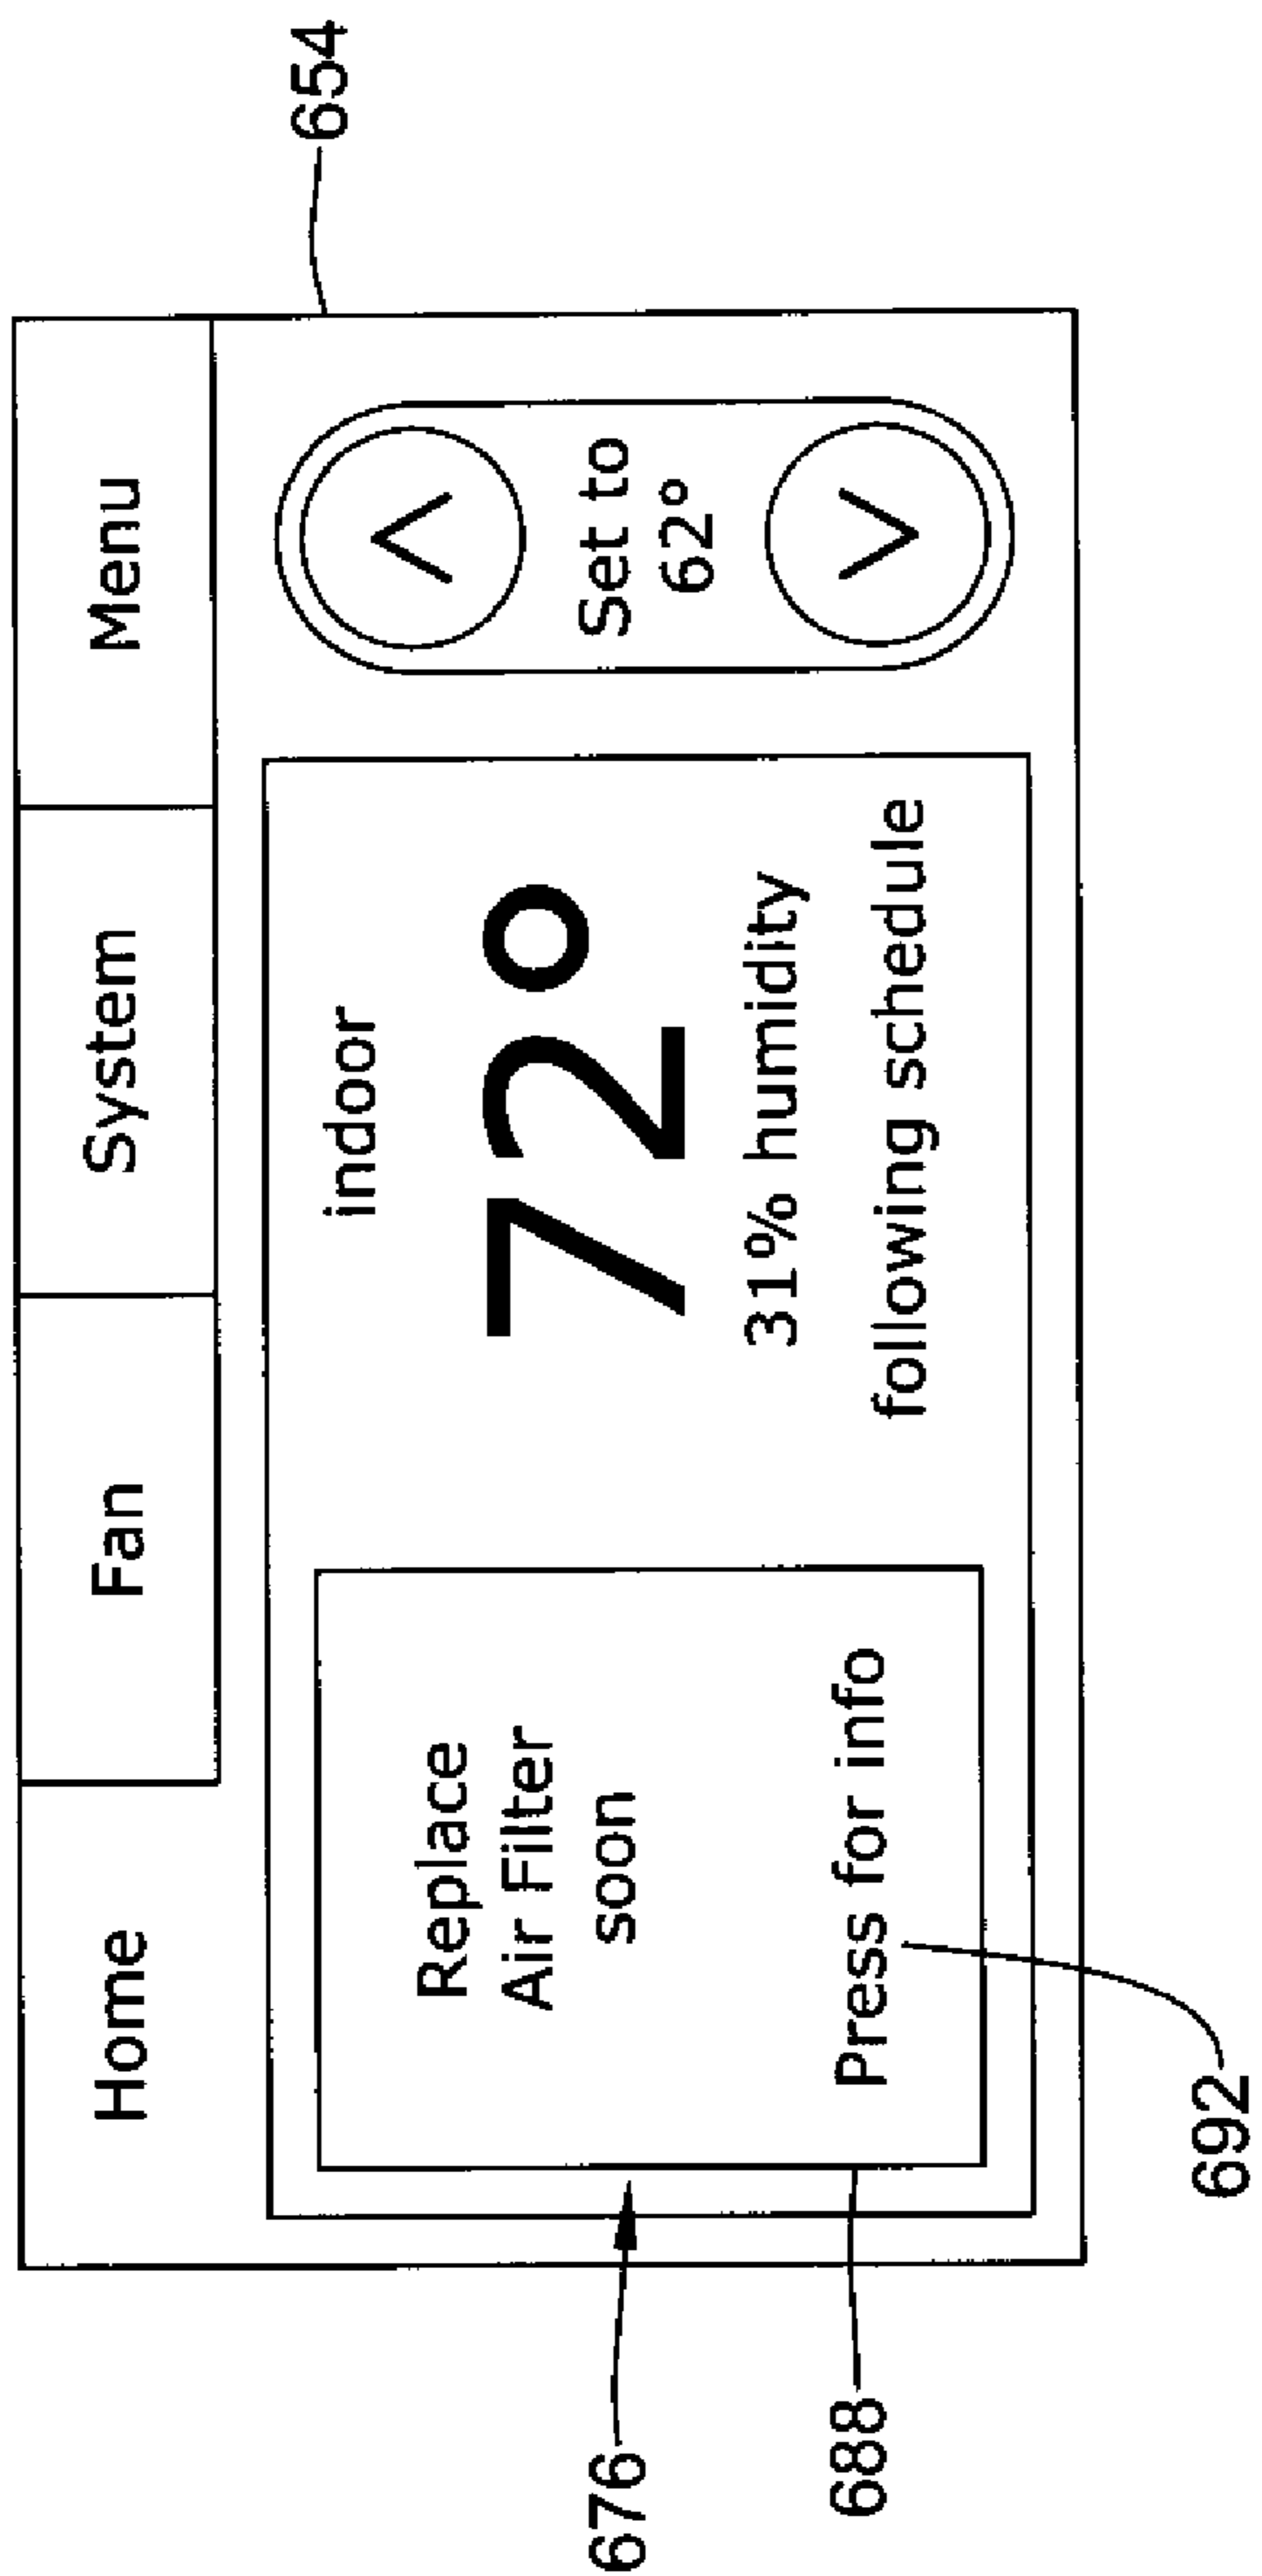 654
Home
Fan
System
Menu
Replace
Air Filter
soon
Press for info
indoor
72°
31% humidity
following schedule
Set to
62°
676
688
692